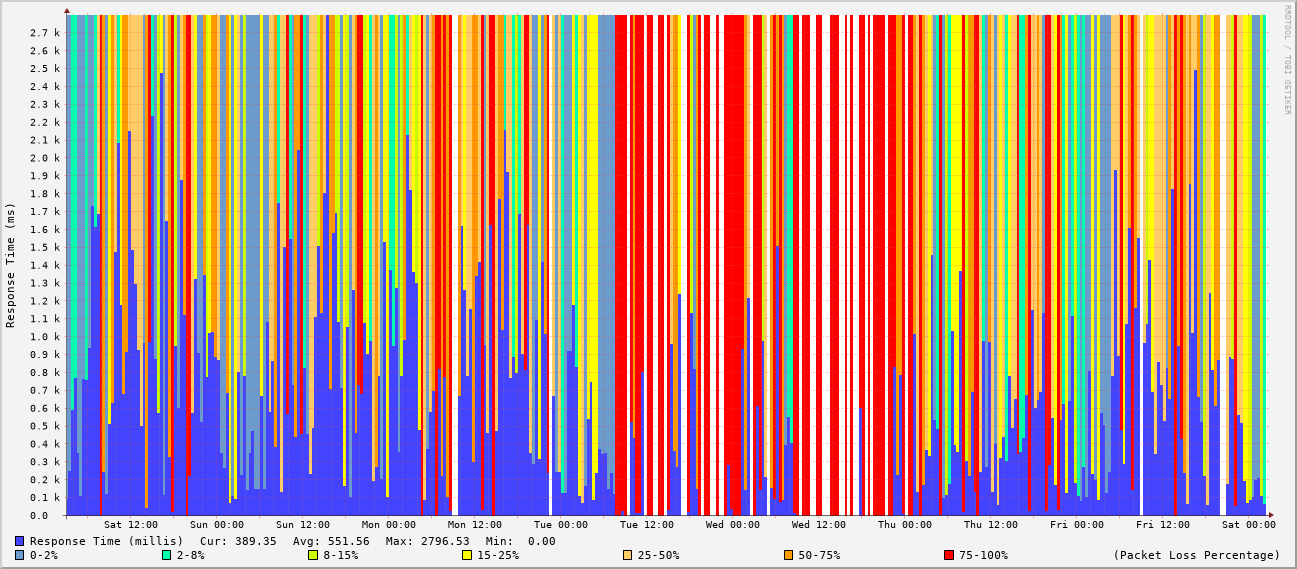 RRDTOOL / TOBI OETIKER
Response Time (ms)
2.7 k
2.6 k
2.5 k
2.4 k
2.3 k
2.2 k
2.1 k
2.0 k
1.9 k
1.8 k
1.7 k
1.6 k
1.5 k
1.4 k
1.3 k
1.2 k
1.1 k
1.0 k
0.9 k
0.8 k
0.7 k
0.6 k
0.5 k
0.4 k
0.3 k
0.2 k
0.1 k
0.0
Sat 12:00 Sun 00:00 Sun 12:00 Mon 00:00 Mon 12:00 Tue 00:00 Tue 12:00 Wed 00:00 Wed 12:00 Thu 00:00 Thu 12:00 Fri 00:00 Fri 12:00 Sat 00:00
Response Time (millis) Cur: 389.35 Avg: 551.56 Max: 2796.53 Min: 0.00
0-2% 2-8% 8-15% 15-25% 25-50% 50-75% 75-100% (Packet Loss Percentage)